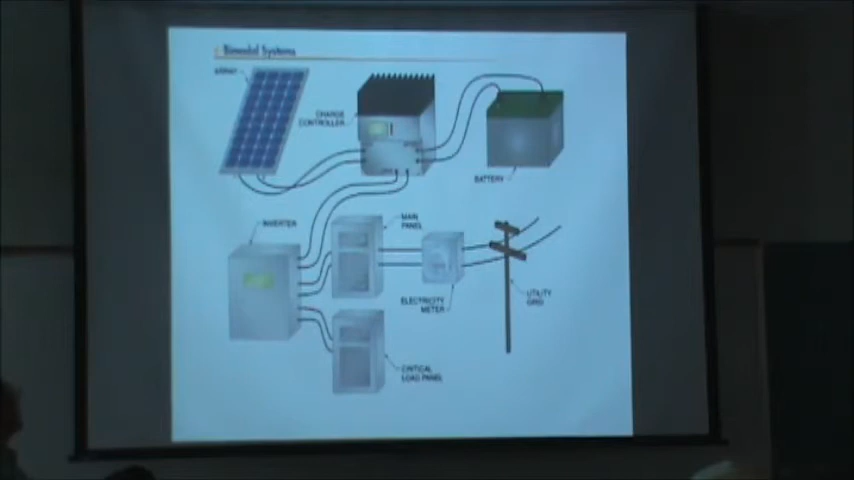 Bimodal Systems
ARRAY
CHARGE
CONTROLLER
BATTERY
INVERTER
MAIN
PANEL
ELECTRICITY
METER
UTILITY
GRID
CRITICAL
LOAD PANEL